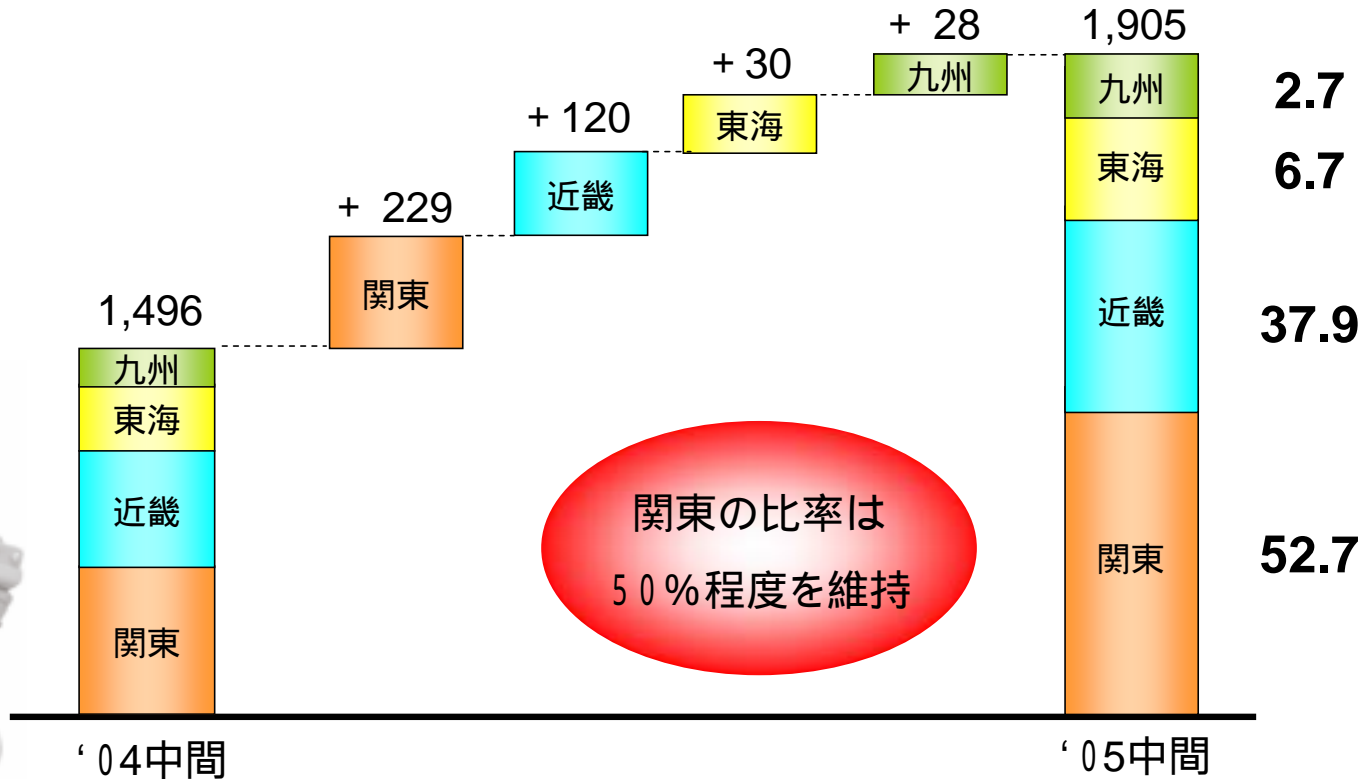 + 28
1,905
+ 30
九州
九州
2.7
+ 120
東海
東海
6.7
+ 229
近畿
1,496
関東
近畿
37.9
九州
東海
近畿
関東の比率は
50%程度を維持
関東
52.7
関東
‘04中間
‘05中間